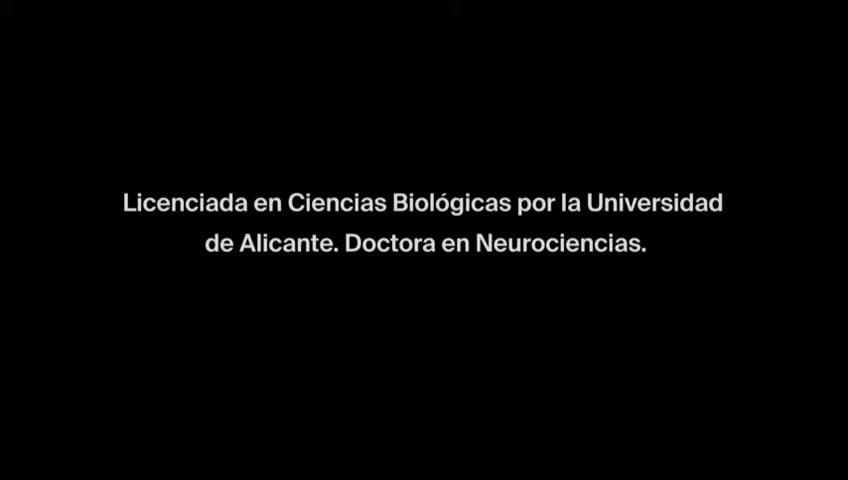 Licenciada en Ciencias Biológicas por la Universidad
de Alicante. Doctora en Neurociencias.